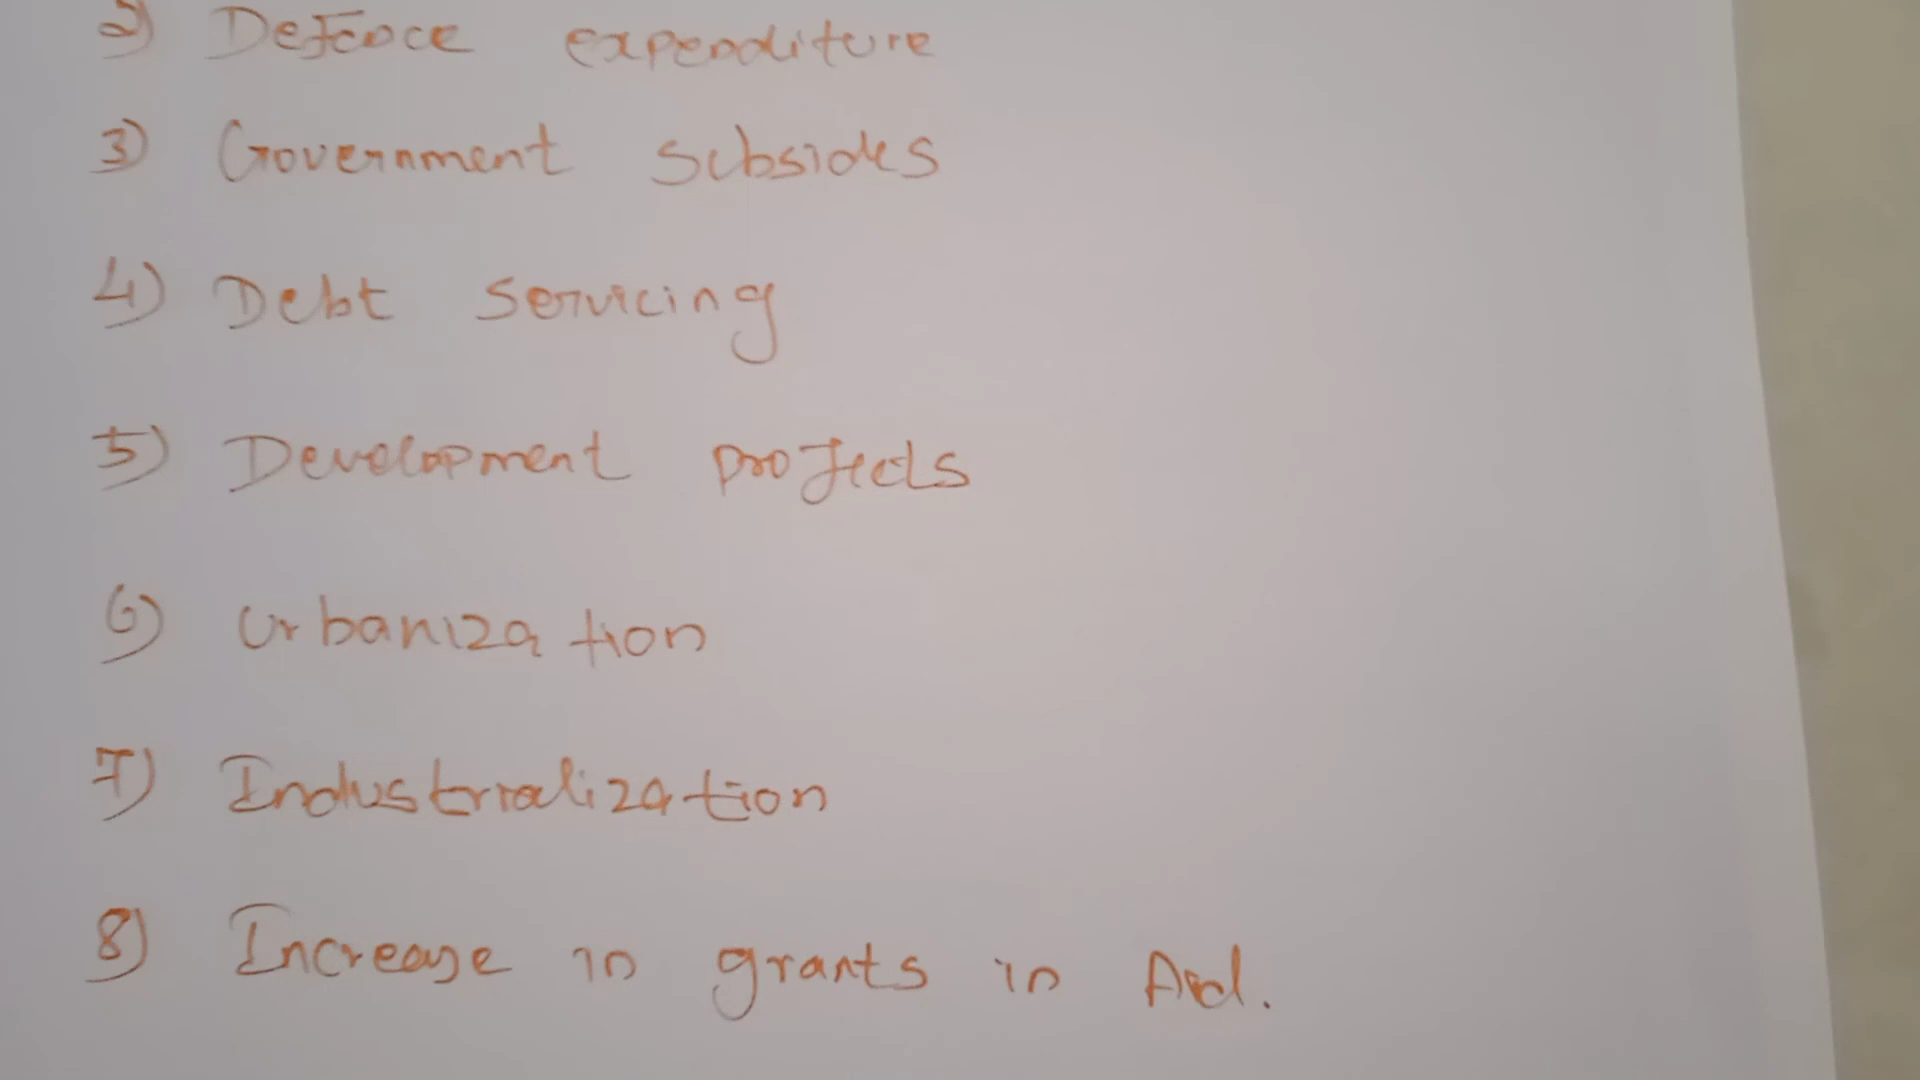 2) Defence expenditure
3) Government Subsides
4) Debt Servicing
5) Development projects
6) Urbanization
7) Industrialization
8) Increase in grants in Aid.